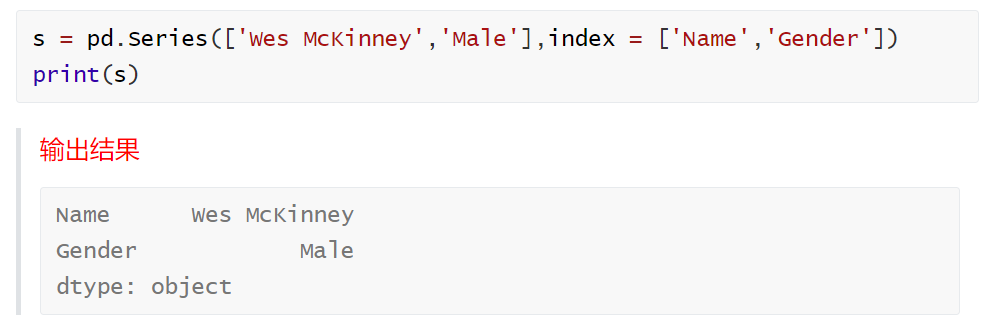 s = pd.Series(['Wes McKinney','Male'],index = ['Name','Gender'])
print(s)
输出结果
Name      Wes McKinney
Gender            Male
dtype: object